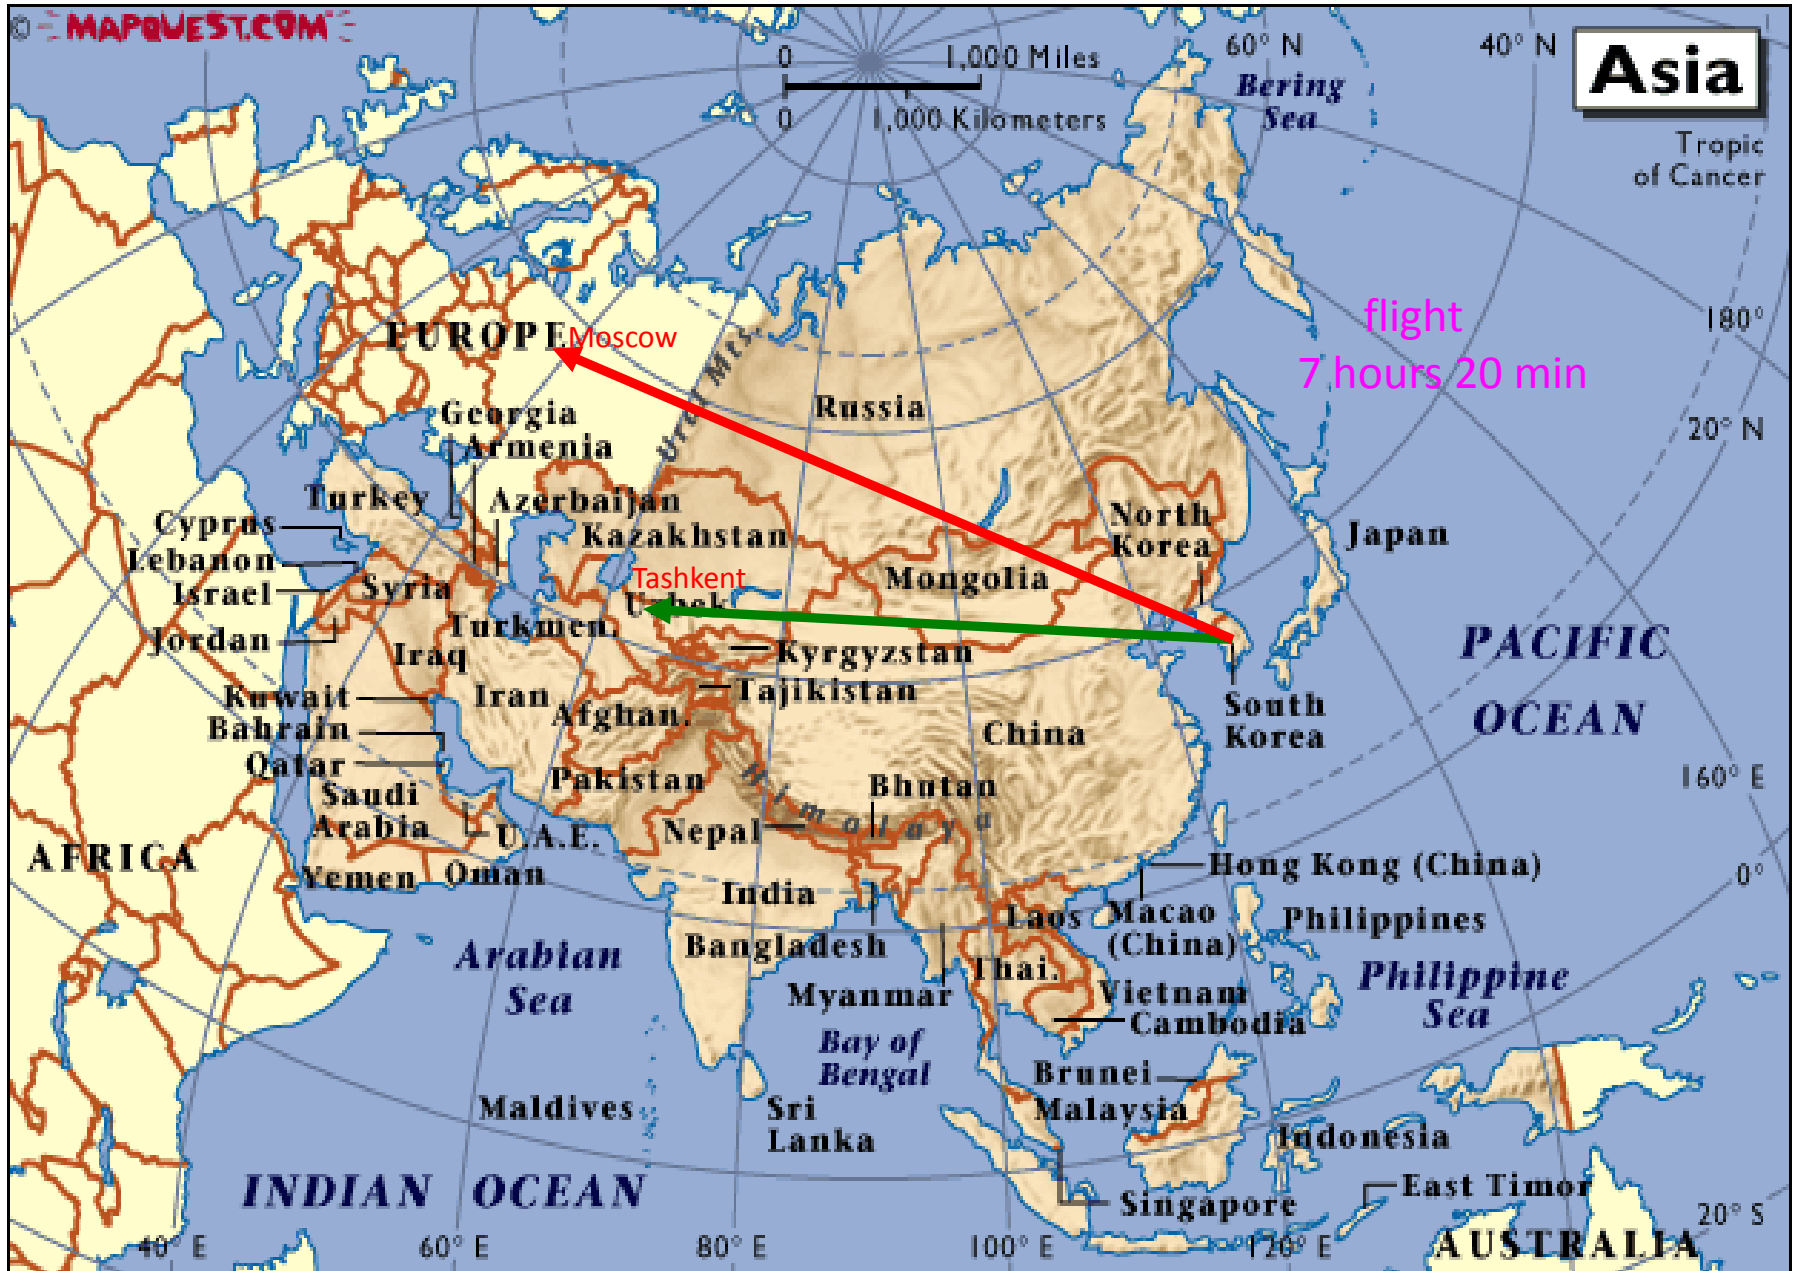 © MAPQUEST.COM
0 1,000 Miles
0 1,000 Kilometers
60° N
40° N
Asia
Bering
Sea
Tropic
of Cancer
flight
7 hours 20 min
180°
20° N
EUROPE
Moscow
Ural Mts.
Russia
Georgia
Armenia
Azerbaijan
Turkey
Cyprus
Lebanon
Israel
Syria
Jordan
Kazakhstan
Tashkent
Uzbek.
Turkmen.
Mongolia
North
Korea
Japan
Iraq
Iran
Kyrgyzstan
Tajikistan
Afghan.
Kuwait
Bahrain
Qatar
Saudi
Arabia
Pakistan
China
South
Korea
PACIFIC
OCEAN
160° E
Himalaya
Bhutan
Nepal
U.A.E.
AFRICA
Yemen
Oman
India
Bangladesh
Laos
Hong Kong (China)
Macao
(China)
Philippines
0°
Arabian
Sea
Myanmar
Thai.
Vietnam
Cambodia
Philippine
Sea
Bay of
Bengal
Brunei
Malaysia
Maldives
Sri
Lanka
Indonesia
Singapore
East Timor
INDIAN OCEAN
40° E
60° E
80° E
100° E
120° E
20° S
AUSTRALIA